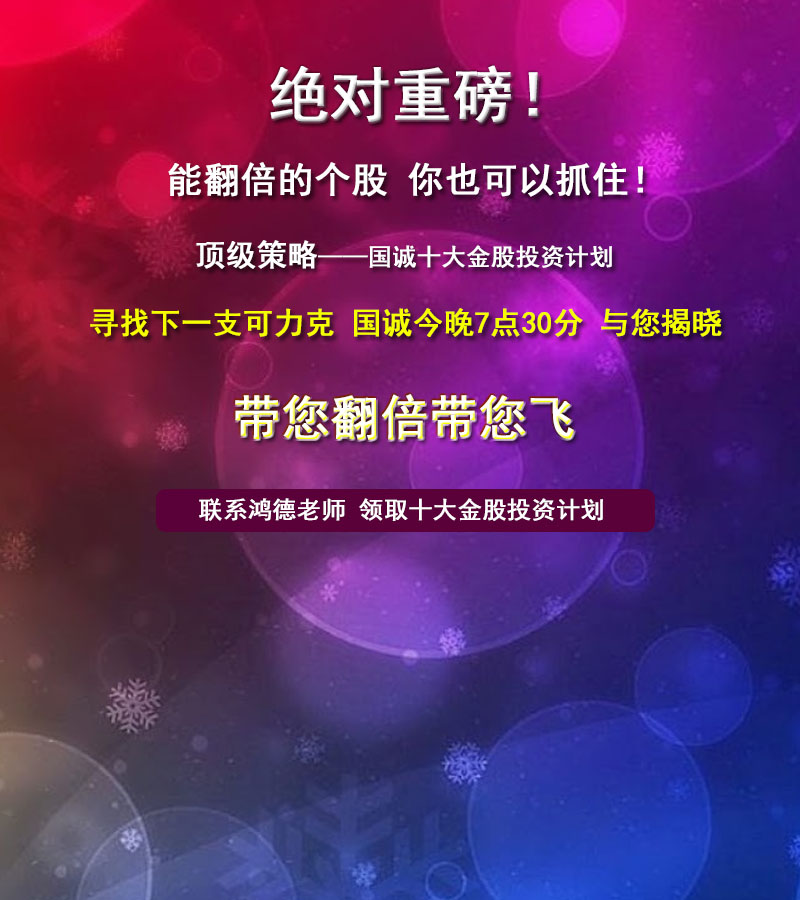 绝对重磅！
能翻倍的个股 你也可以抓住！
顶级策略——国诚十大金股投资计划
寻找下一支可力克 国诚今晚7点30分 与您揭晓
带您翻倍带您飞
联系鸿德老师 领取十大金股投资计划